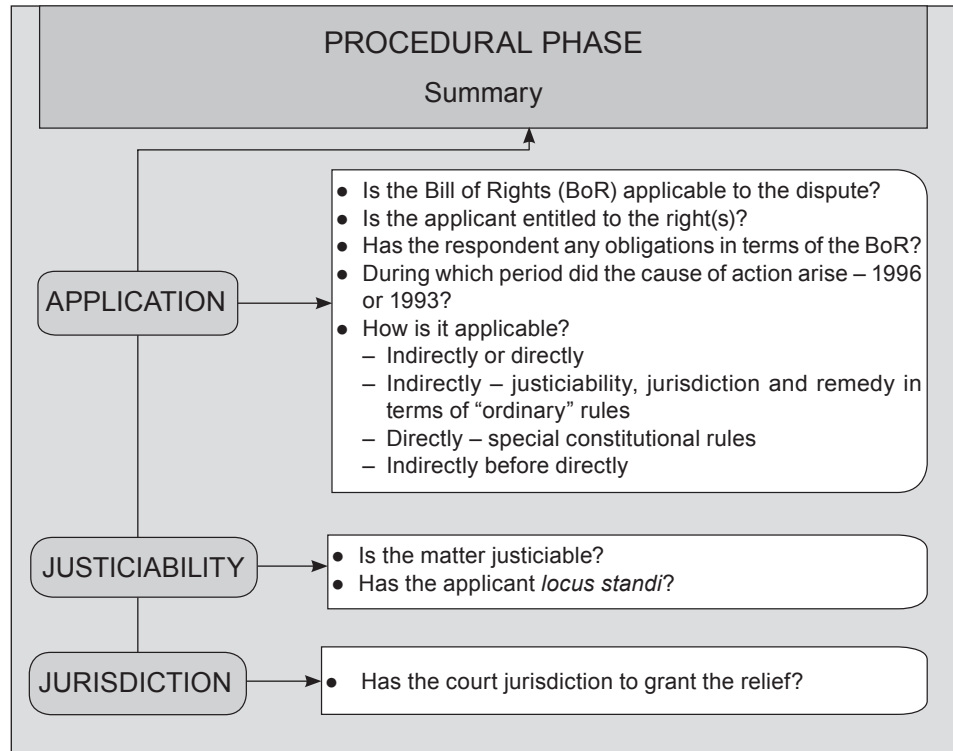 PROCEDURAL PHASE
Summary
APPLICATION
● Is the Bill of Rights (BoR) applicable to the dispute?
● Is the applicant entitled to the right(s)?
● Has the respondent any obligations in terms of the BoR?
● During which period did the cause of action arise – 1996
or 1993?
● How is it applicable?
– Indirectly or directly
– Indirectly – justiciability, jurisdiction and remedy in
terms of “ordinary” rules
– Directly – special constitutional rules
– Indirectly before directly
JUSTICIABILITY
● Is the matter justiciable?
● Has the applicant locus standi?
JURISDICTION
● Has the court jurisdiction to grant the relief?